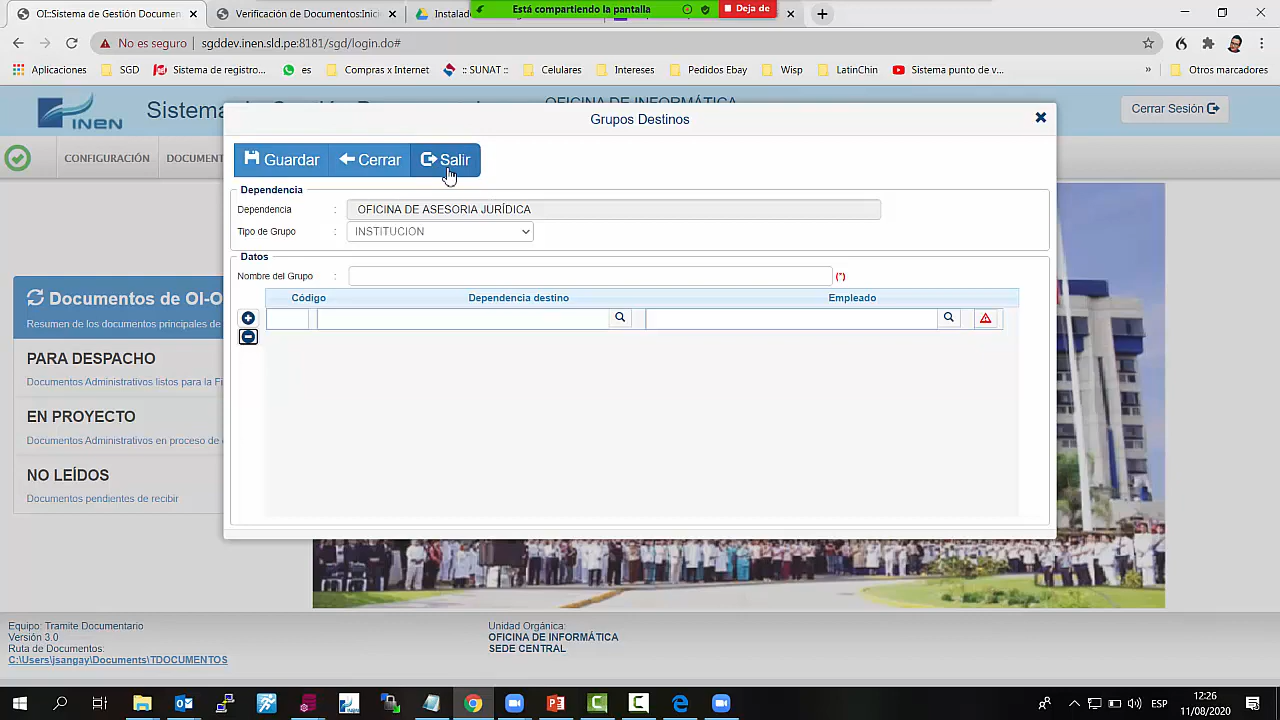 OI:Sistema de Gestión Documen
Verificación de Documentos:Inici
Instalado
Está compartiendo la pantalla
Deja de
No es seguro
sgddev.inen.sld.pe:8181/sgd/login.do#
Aplicaciones
SGD
Sistema de registro...
es
Compras x Internet
:: SUNAT ::
Celulares
Intereses
Pedido Ebay
Wisp
LatinChin
Sistema punto de v...
»
Otros marcadores
INEN
OFICINA DE INFORMÁTICA
Cerrar Sesión
CONFIGURACIÓN
DOCUMENT
Grupos Destinos
Guardar
Cerrar
Salir
Dependencia
Dependencia : OFICINA DE ASESORIA JURÍDICA
Tipo de Grupo : INSTITUCION
Datos
Nombre del Grupo : (*)
Código Dependencia destino Empleado
Documentos de OI-O
Resumen de los documentos principales de
PARA DESPACHO
Documentos Administrativos listos para la Fi
EN PROYECTO
Documentos Administrativos en proceso de
NO LEÍDOS
Documentos pendientes de recibir
Equipo: Tramite Documentario
Versión 3.0
Ruta de Documentos:
C:\Users\jsangay\Documents\TDOCUMENTOS
Unidad Orgánica:
OFICINA DE INFORMÁTICA
SEDE CENTRAL
ESP
12:26
11/08/2020